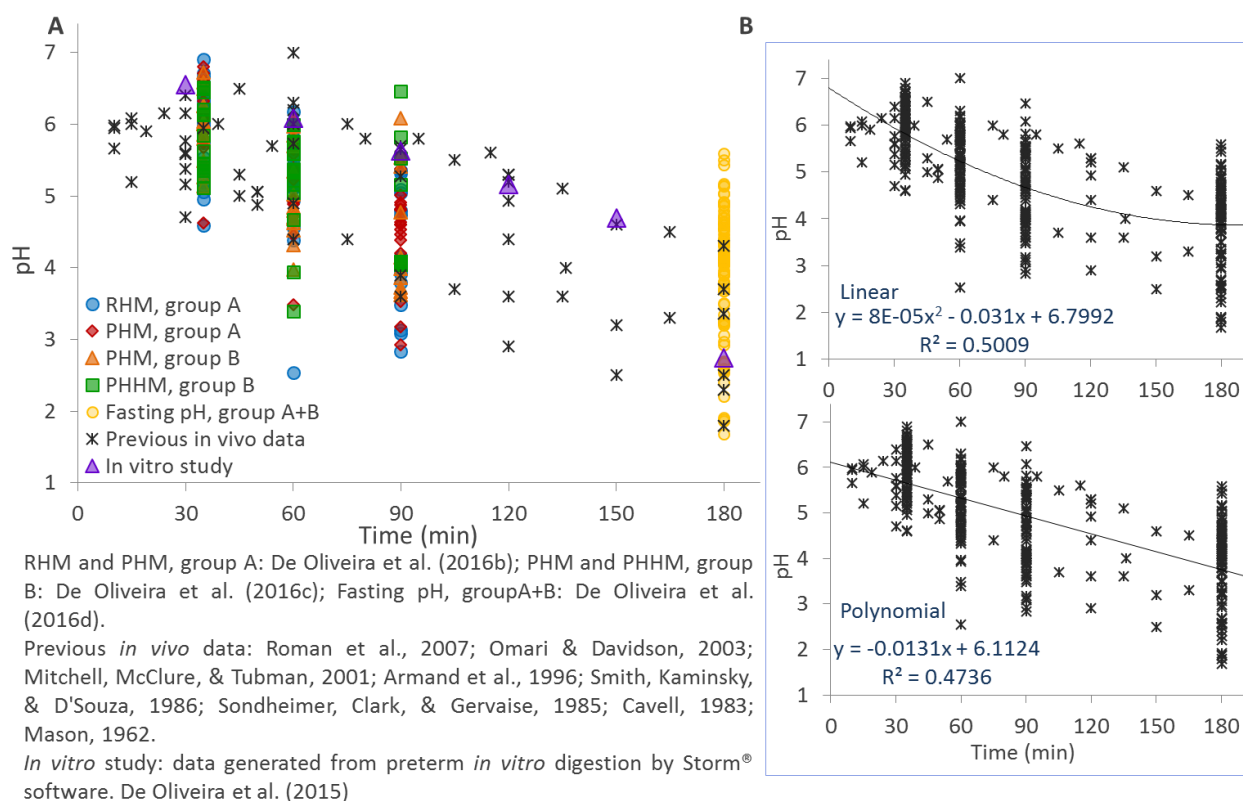 A
7
6
5
4
3
2
1
pH
0
30
60
90
120
150
180
Time (min)
RHM, group A
PHM, group A
PHM, group B
PHHM, group B
Fasting pH, group A+B
Previous in vivo data
In vitro study
RHM and PHM, group A: De Oliveira et al. (2016b); PHM and PHHM, group
B: De Oliveira et al. (2016c); Fasting pH, groupA+B: De Oliveira et al.
(2016d).
Previous in vivo data: Roman et al., 2007; Omari & Davidson, 2003;
Mitchell, McClure, & Tubman, 2001; Armand et al., 1996; Smith, Kaminsky,
& D'Souza, 1986; Sondheimer, Clark, & Gervaise, 1985; Cavell, 1983;
Mason, 1962.
In vitro study: data generated from preterm in vitro digestion by Storm®
software. De Oliveira et al. (2015)
B
7
6
5
4
3
2
1
pH
0
30
60
90
120
150
180
Linear
y = 8E-05x² - 0.031x + 6.7992
R² = 0.5009
7
6
5
4
3
2
1
pH
Polynomial
y = -0.0131x + 6.1124
R² = 0.4736
0
30
60
90
120
150
180
Time (min)